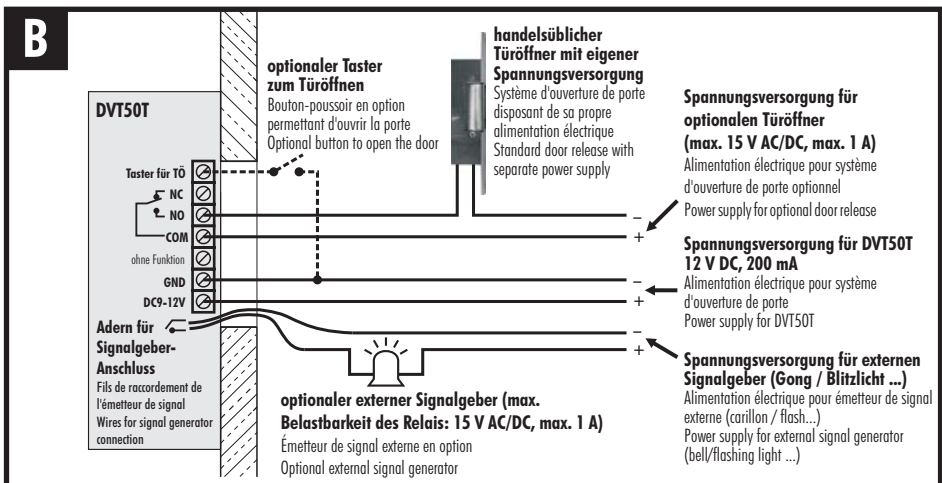 B
DVT50T
Taster für TÖ
NC
NO
COM
ohne Funktion
GND
DC9-12V
Adern für
Signalgeber-
Anschluss
Fils de raccordement de
l'émetteur de signal
Wires for signal generator
connection
optionaler Taster
zum Türöffnen
Bouton-poussoir en option
permettant d'ouvrir la porte
Optional button to open the door
handelsüblicher
Türöffner mit eigener
Spannungsversorgung
Système d'ouverture de porte
disposant de sa propre
alimentation électrique
Standard door release with
separate power supply
Spannungsversorgung für
optionalen Türöffner
(max. 15 V AC/DC, max. 1 A)
Alimentation électrique pour système
d'ouverture de porte optionnel
Power supply for optional door release
–
+
Spannungsversorgung für DVT50T
12 V DC, 200 mA
Alimentation électrique pour système
d'ouverture de porte
Power supply for DVT50T
–
+
Spannungsversorgung für externen
Signalgeber (Gong / Blitzlicht ...)
Alimentation électrique pour émetteur de signal
externe (carillon / flash...)
Power supply for external signal generator
(bell/flashing light ...)
–
+
optionaler externer Signalgeber (max.
Belastbarkeit des Relais: 15 V AC/DC, max. 1 A)
Émetteur de signal externe en option
Optional external signal generator